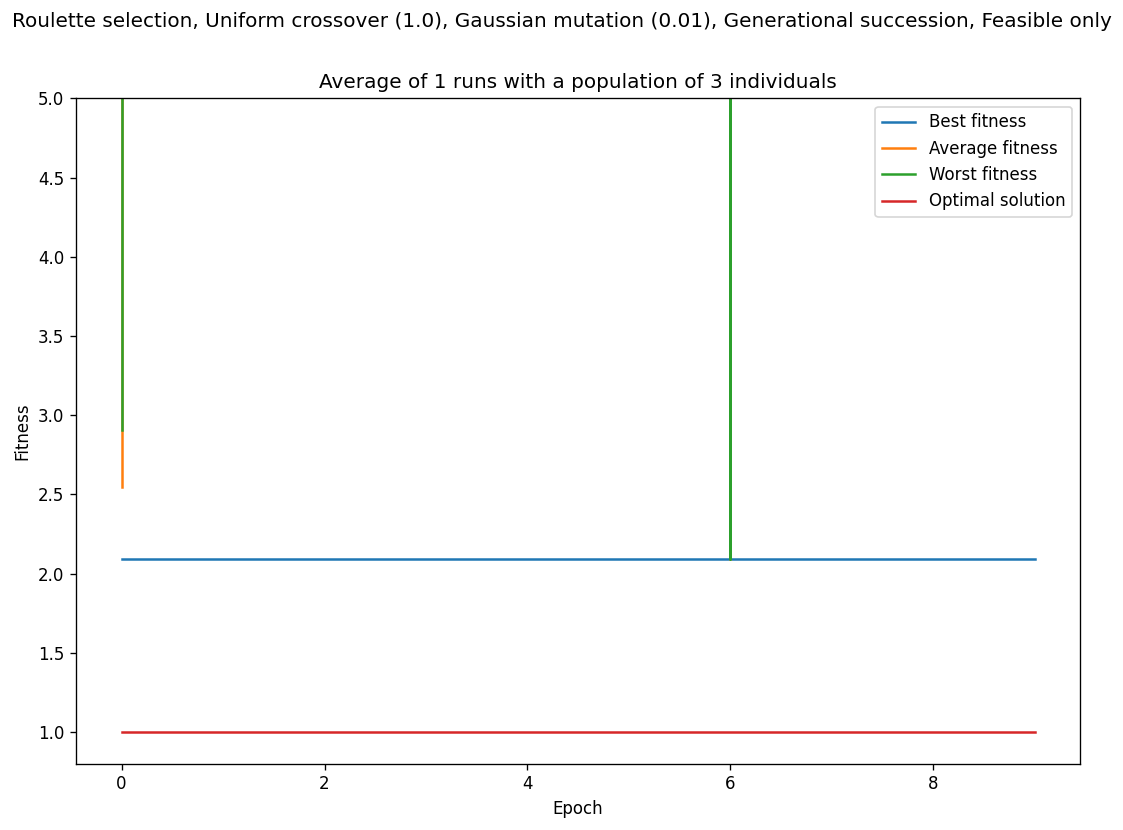 Roulette selection, Uniform crossover (1.0), Gaussian mutation (0.01), Generational succession, Feasible only
Average of 1 runs with a population of 3 individuals
5.0
4.5
4.0
3.5
3.0
2.5
2.0
1.5
1.0
Fitness
Best fitness
Average fitness
Worst fitness
Optimal solution
0 2 4 6 8
Epoch